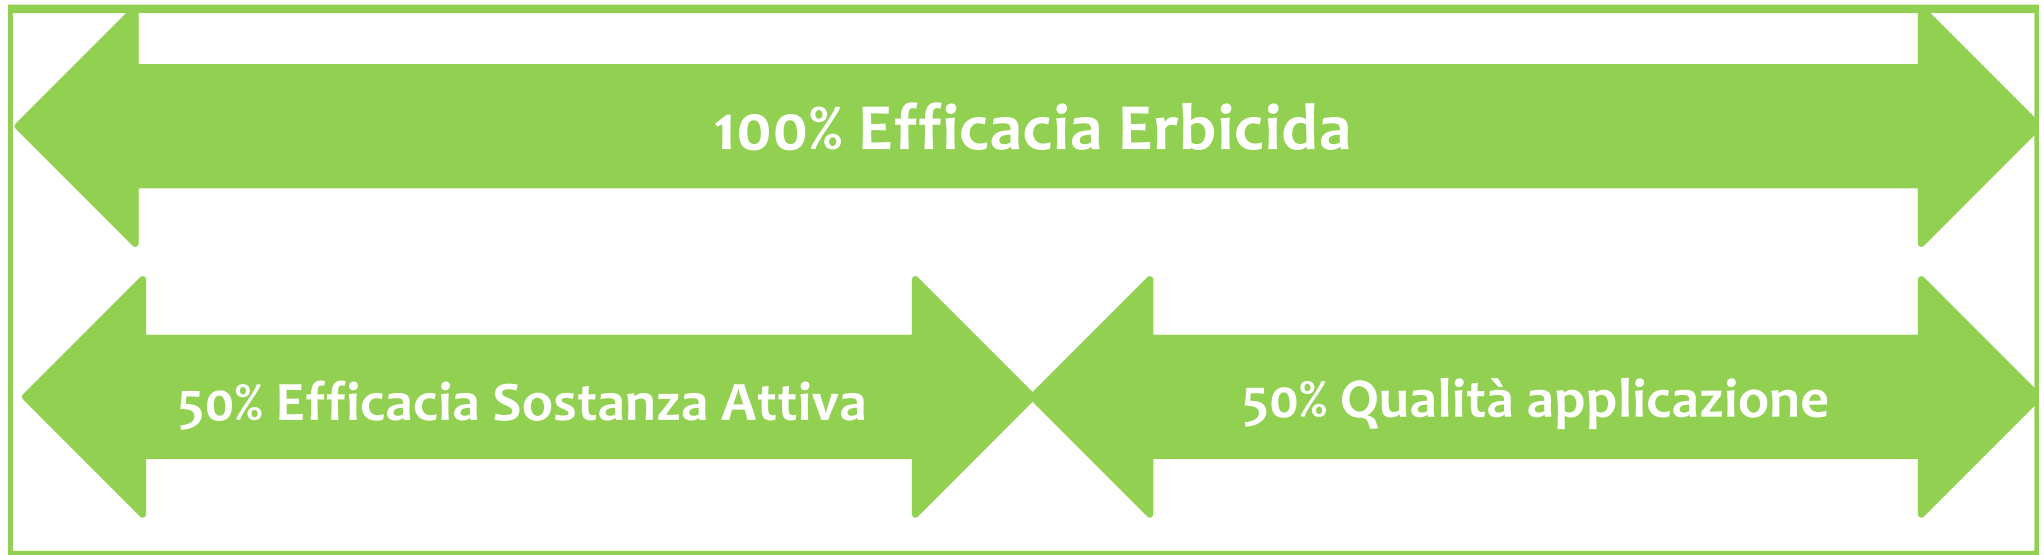 100% Efficacia Erbicida
50% Efficacia Sostanza Attiva
50% Qualità applicazione